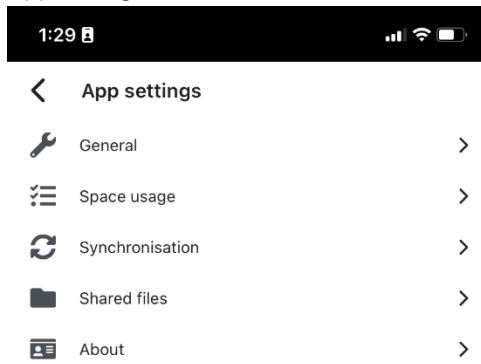 1:29
App settings
General
Space usage
Synchronisation
Shared files
About